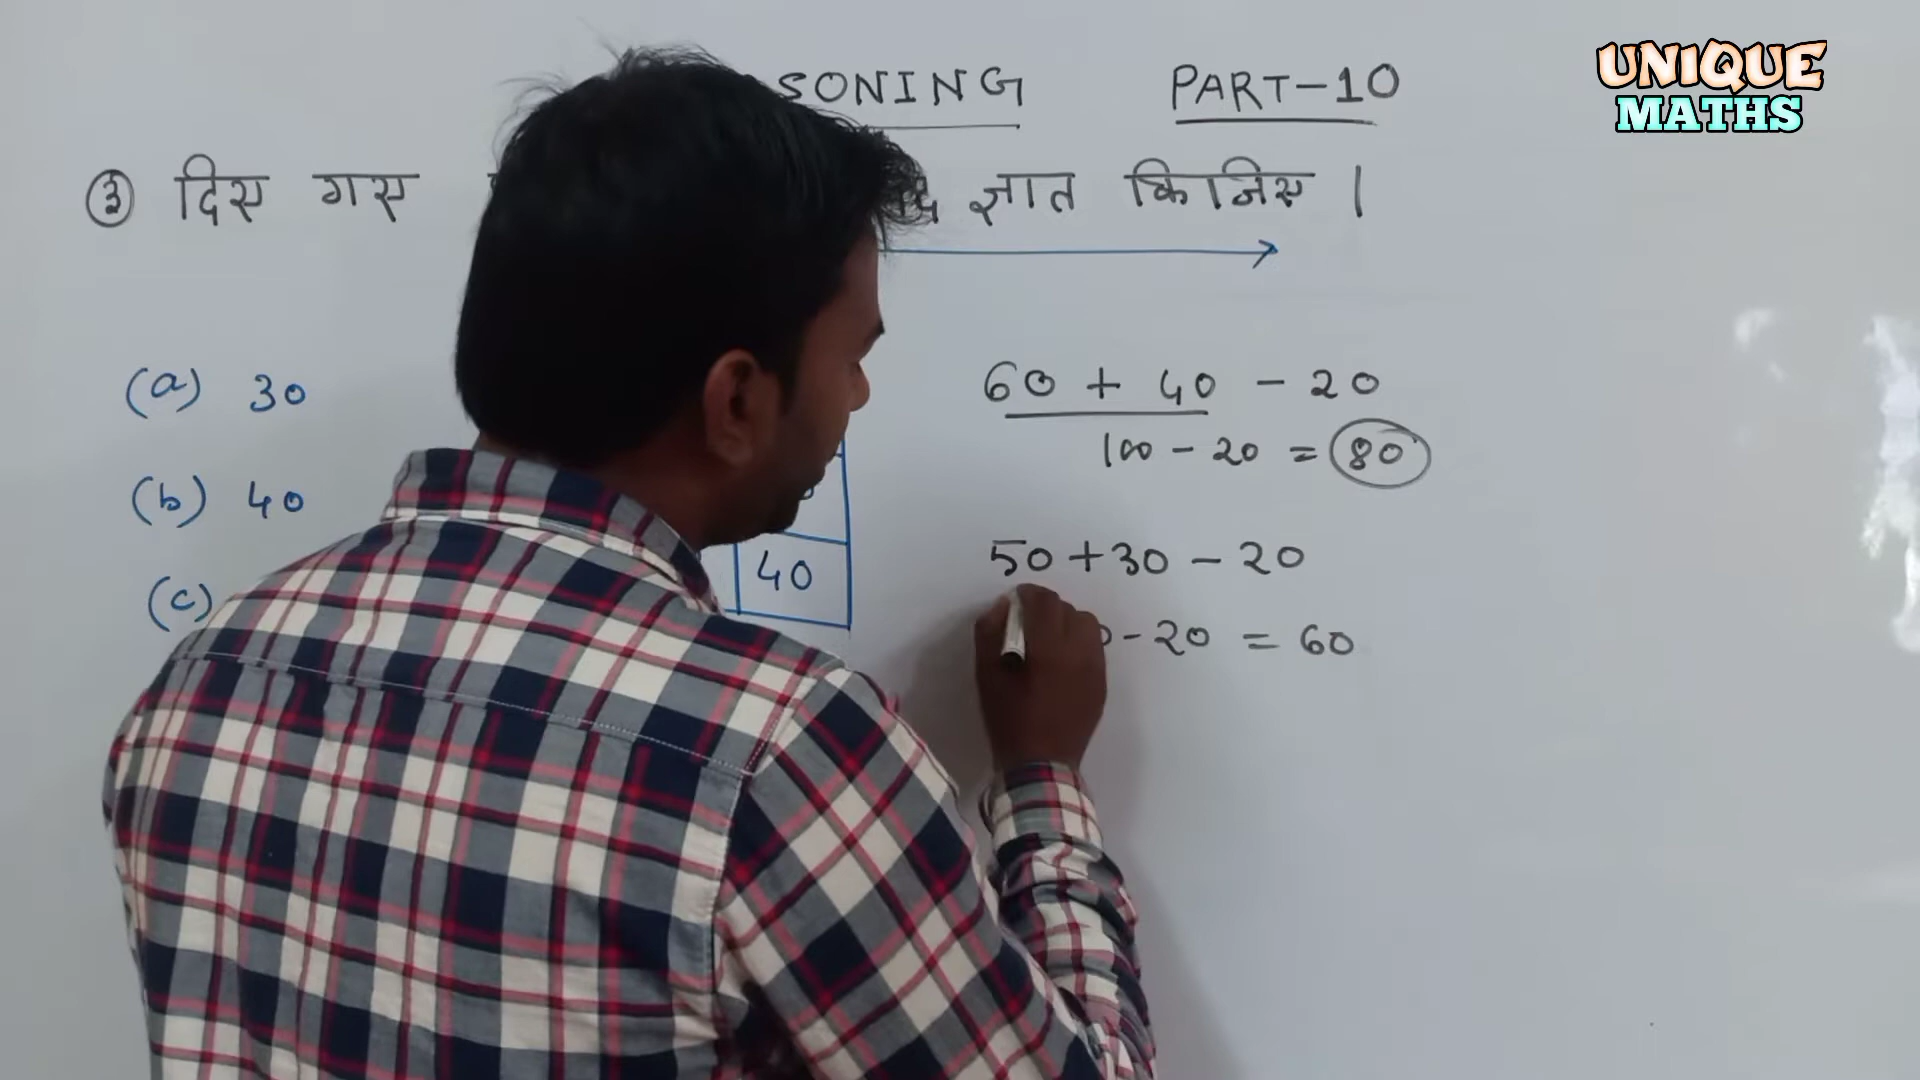 SONING PART-10
UNIQUE
MATHS
③ दिस गस ज्ञात किजिस ।
(a) 30
60 + 40 - 20
100 - 20 = 80
(b) 40
50 + 30 - 20
40
(c)
- 20 = 60